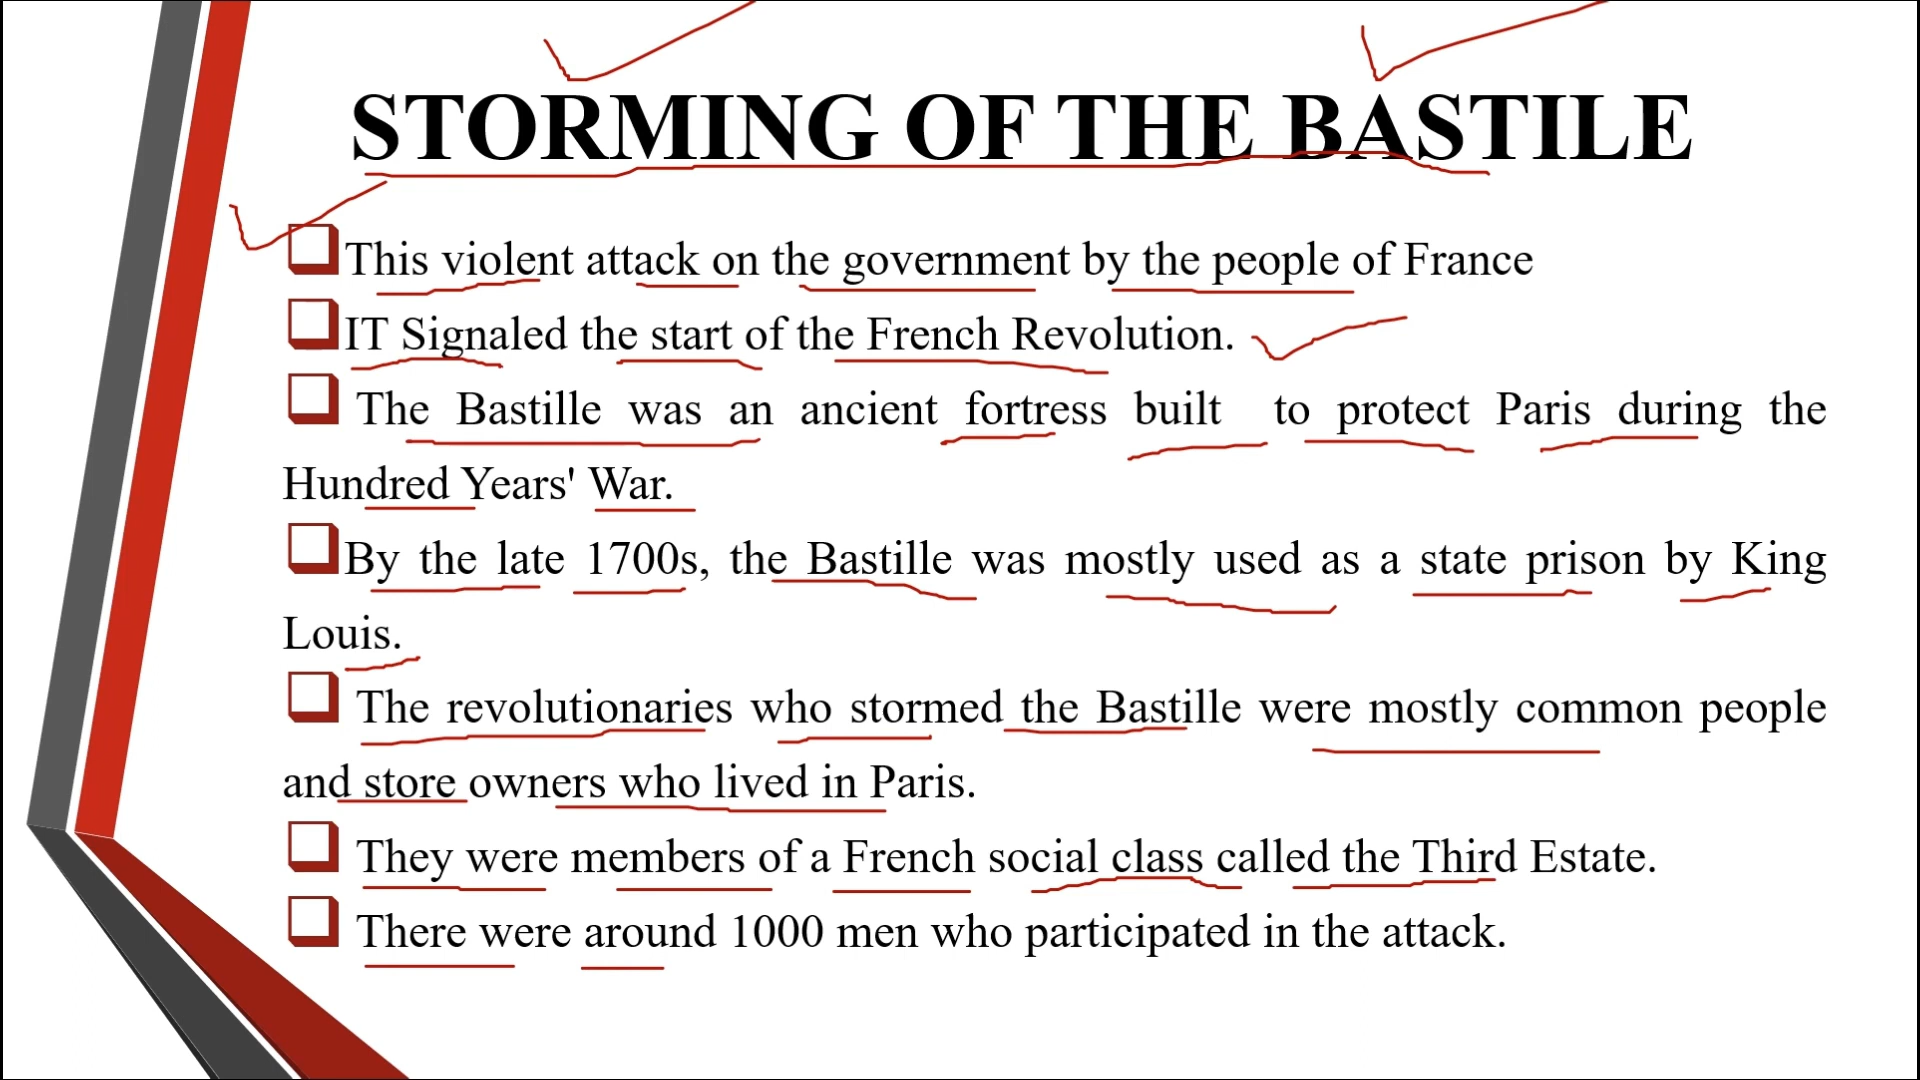 STORMING OF THE BASTILE
This violent attack on the government by the people of France
IT Signaled the start of the French Revolution.
The Bastille was an ancient fortress built to protect Paris during the
Hundred Years' War.
By the late 1700s, the Bastille was mostly used as a state prison by King
Louis.
The revolutionaries who stormed the Bastille were mostly common people
and store owners who lived in Paris.
They were members of a French social class called the Third Estate.
There were around 1000 men who participated in the attack.